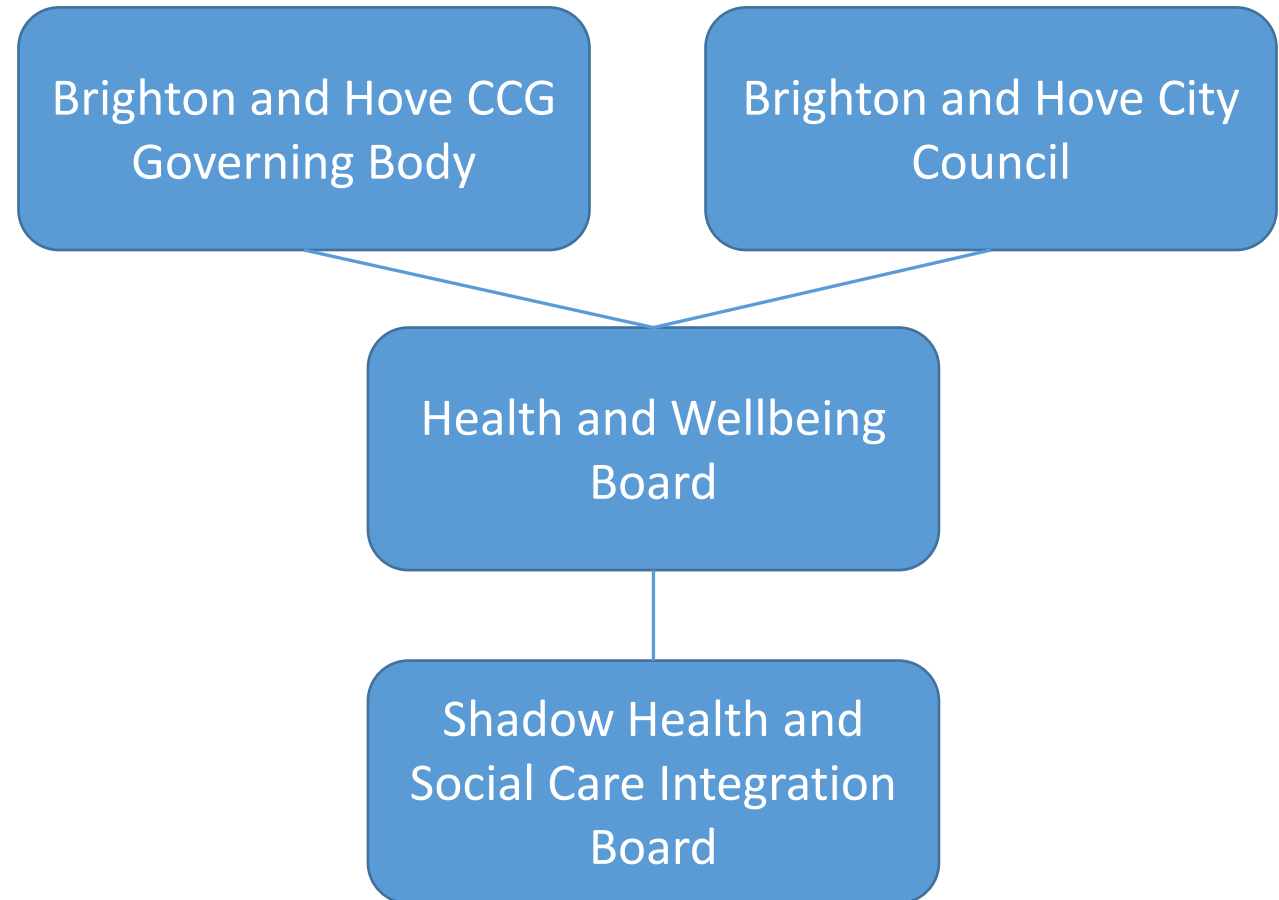 Brighton and Hove CCG
Governing Body
Brighton and Hove City
Council
Health and Wellbeing
Board
Shadow Health and
Social Care Integration
Board